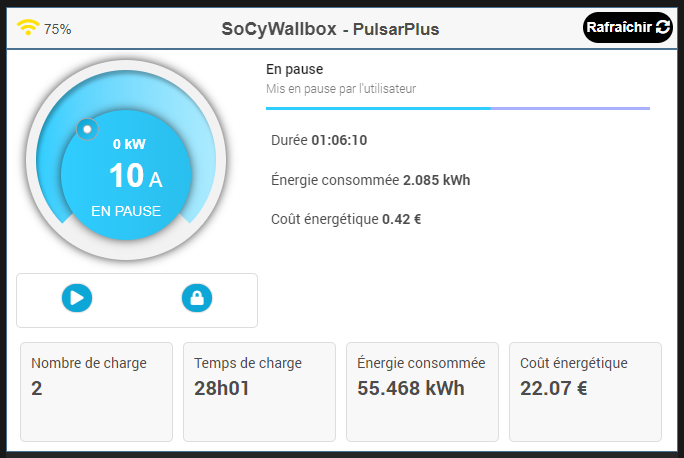 75%
SoCyWallbox - PulsarPlus
Rafraîchir
En pause
Mis en pause par l'utilisateur
0 kW
10 A
EN PAUSE
Durée 01:06:10
Énergie consommée 2.085 kWh
Coût énergétique 0.42 €
Nombre de charge
2
Temps de charge
28h01
Énergie consommée
55.468 kWh
Coût énergétique
22.07 €